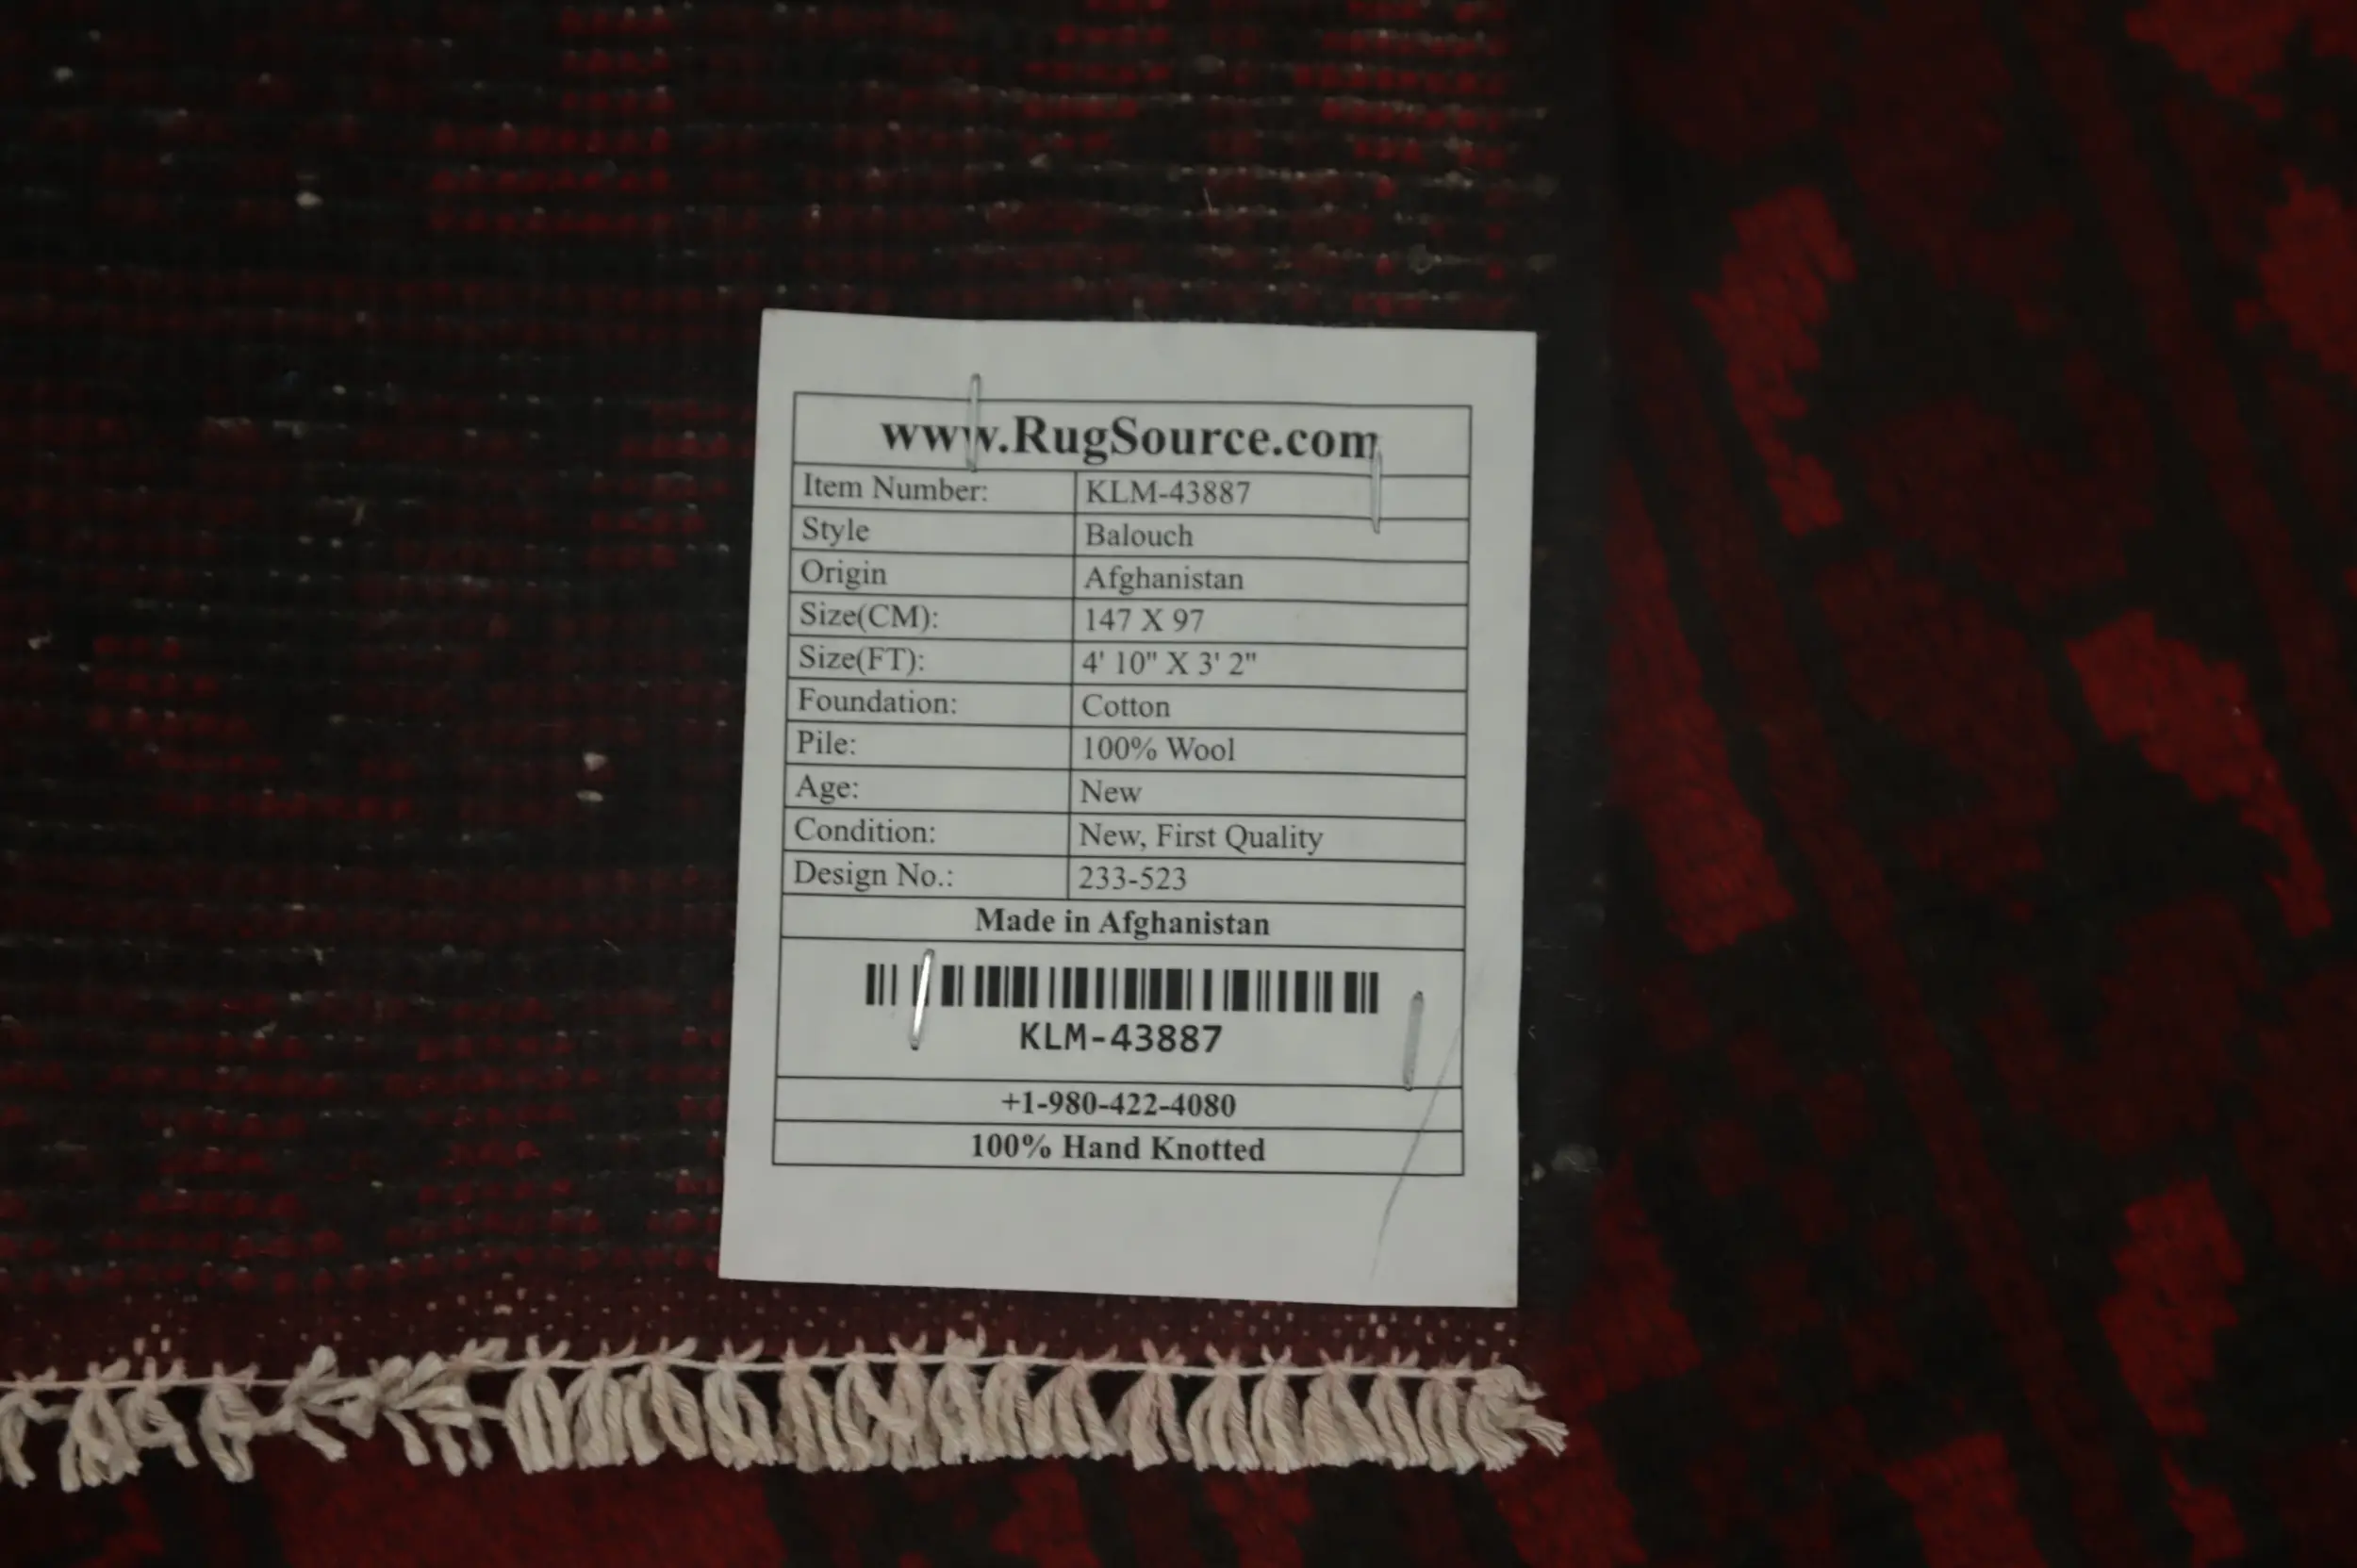 www.RugSource.com
Item Number: KLM-43887
Style Balouch
Origin Afghanistan
Size(CM): 147 X 97
Size(FT): 4' 10" X 3' 2"
Foundation: Cotton
Pile: 100% Wool
Age: New
Condition: New, First Quality
Design No.: 233-523
Made in Afghanistan
KLM-43887
+1-980-422-4080
100% Hand Knotted